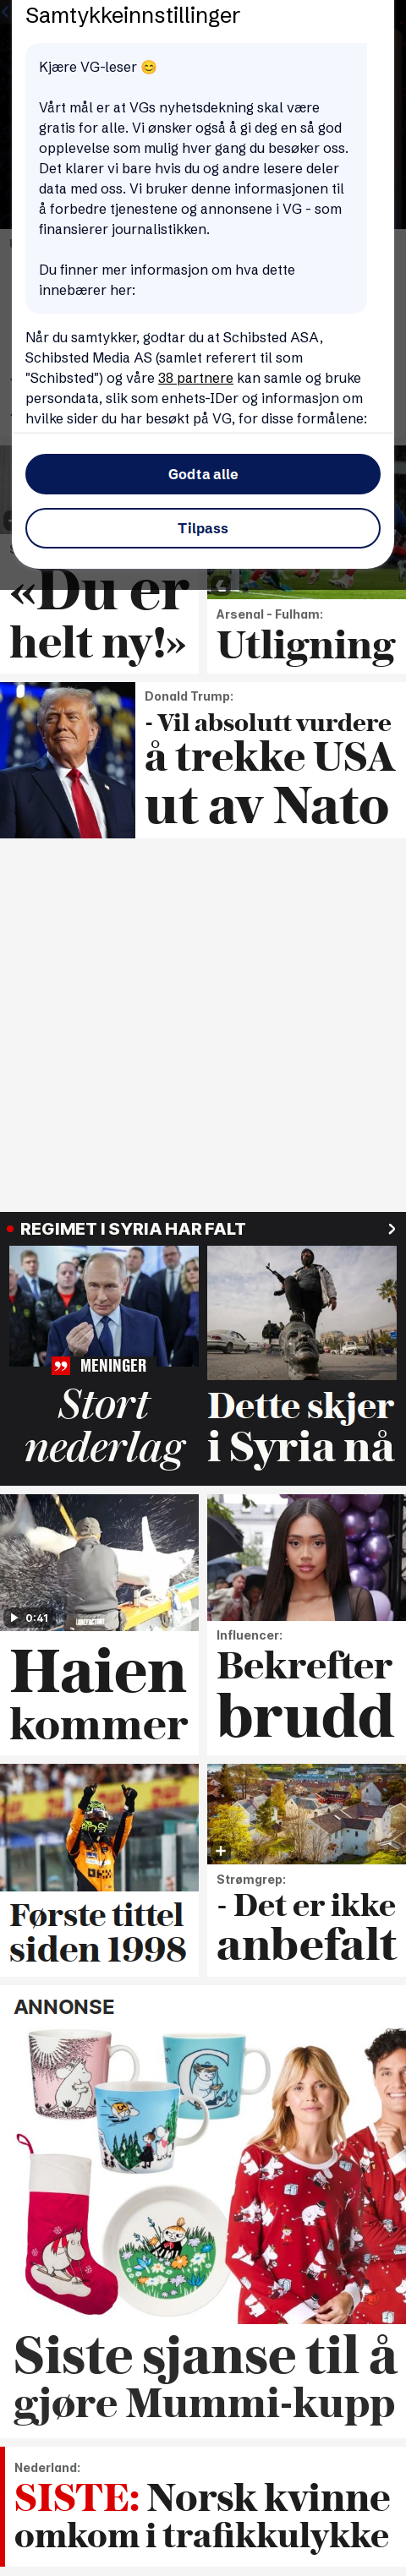 Samtykkeinnstillinger
Kjære VG-leser 😊
Vårt mål er at VGs nyhetsdekning skal være
gratis for alle. Vi ønsker også å gi deg en så god
opplevelse som mulig hver gang du besøker oss.
Det klarer vi bare hvis du og andre lesere deler
data med oss. Vi bruker denne informasjonen til
å forbedre tjenestene og annonsene i VG - som
finansierer journalistikken.
Du finner mer informasjon om hva dette
innebærer her:
Når du samtykker, godtar du at Schibsted ASA,
Schibsted Media AS (samlet referert til som
"Schibsted") og våre 38 partnere kan samle og bruke
persondata, slik som enhets-IDer og informasjon om
hvilke sider du har besøkt på VG, for disse formålene:
Godta alle
Tilpass
«Du er
helt ny!»
Arsenal - Fulham:
Utligning
Donald Trump:
- Vil absolutt vurdere
å trekke USA
ut av Nato
REGIMET I SYRIA HAR FALT
MENINGER
Stort
nederlag
Dette skjer
i Syria nå
0:41
Haien
kommer
Influencer:
Bekrefter
brudd
Første tittel
siden 1998
Strømgrep:
- Det er ikke
anbefalt
ANNONSE
Siste sjanse til å
gjøre Mummi-kupp
Nederland:
SISTE: Norsk kvinne
omkom i trafikkulykke